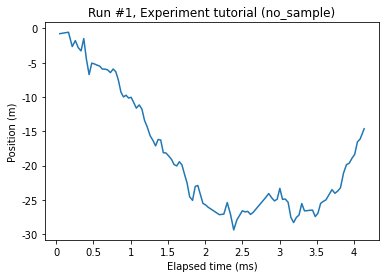 Run #1, Experiment tutorial (no_sample)
Position (m)
0
-5
-10
-15
-20
-25
-30
0 0.5 1 1.5 2 2.5 3 3.5 4
Elapsed time (ms)